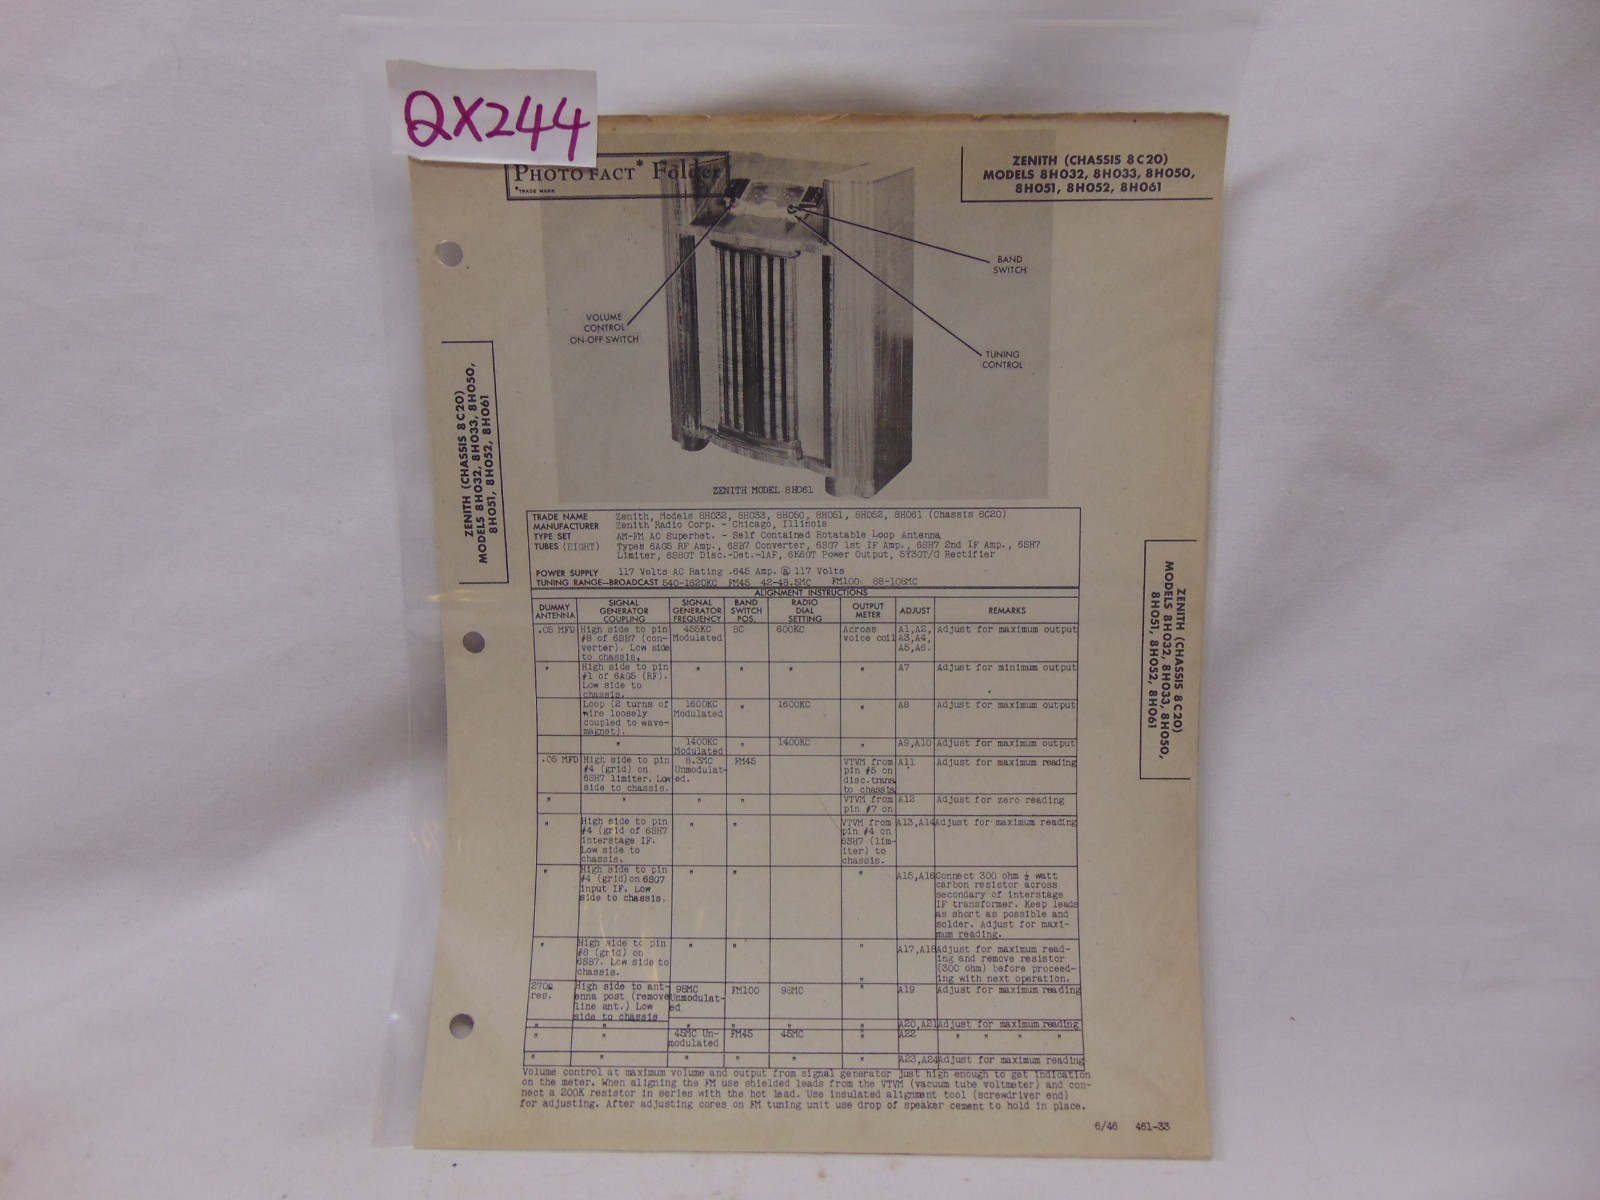 QX244
PHOTOFACT* Folder
*TRADE MARK
ZENITH (CHASSIS 8C20)
MODELS 8H032, 8H033, 8H050,
8H051, 8H052, 8H061
BAND
SWITCH
VOLUME
CONTROL
ON-OFF SWITCH
TUNING
CONTROL
ZENITH (CHASSIS 8C20)
MODELS 8H032, 8H033, 8H050,
8H051, 8H052, 8H061
ZENITH (CHASSIS 8C20)
MODELS 8H032, 8H033, 8H050,
8H051, 8H052, 8H061
ZENITH MODEL 8H061
TRADE NAME Zenith, Models 8H032, 8H033, 8H050, 8H051, 8H052, 8H061 (Chassis 8C20)
MANUFACTURER Zenith Radio Corp. - Chicago, Illinois
TYPE SET AM-FM AC Superhet. - Self Contained Rotatable Loop Antenna
TUBES (EIGHT) Types 6AG5 RF Amp., 6SB7 Converter, 6SG7 1st IF Amp., 6SH7 2nd IF Amp., 6SH7
Limiter, 6S8GT Disc.-Det.-1AF, 6K6GT Power Output, 5Y3GT/G Rectifier
POWER SUPPLY 117 Volts AC Rating .645 Amp. @ 117 Volts
TUNING RANGE—BROADCAST 540-1620KC FM45 42-48.5MC FM100 88-108MC
ALIGNMENT INSTRUCTIONS
DUMMY ANTENNA SIGNAL GENERATOR COUPLING SIGNAL GENERATOR FREQUENCY BAND SWITCH POS. RADIO DIAL SETTING OUTPUT METER ADJUST REMARKS
.05 MFD High side to pin 455KC BC 600KC Across A1,A2, Adjust for maximum output
#8 of 6SB7 (con- Modulated voice coil A3,A4,
verter). Low side A5,A6.
to chassis.
" High side to pin " " " " A7 Adjust for minimum output
#1 of 6AG5 (RF).
Low side to
chassis.
Loop (2 turns of 1600KC " 1600KC " A8 Adjust for maximum output
wire loosely Modulated
coupled to wave-
magnet).
" 1400KC " 1400KC " A9,A10 Adjust for maximum output
Modulated
.05 MFD High side to pin 8.3MC FM45 VTVM from A11 Adjust for maximum reading
#4 (grid) on Unmodulat- pin #5 on
6SH7 limiter. Low ed. disc.trans
side to chassis. to chassis
" " " " VTVM from A12 Adjust for zero reading
pin #7 on
" High side to pin " " VTVM from A13,A14 Adjust for maximum reading
#4 (grid of 6SH7 pin #4 on
interstage IF. 6SH7 (lim-
Low side to iter) to
chassis. chassis.
" High side to pin " " " A15,A16 Connect 300 ohm ½ watt
#4 (grid) on 6SG7 carbon resistor across
input IF. Low secondary of interstage
side to chassis. IF transformer. Keep leads
as short as possible and
solder. Adjust for maxi-
mum reading.
" High side to pin " " " A17,A18 Adjust for maximum read-
#8 (grid) on ing and remove resistor
6SB7. Low side to (300 ohm) before proceed-
chassis. " ing with next operation.
270Ω High side to ant- 98MC FM100 98MC " A19 Adjust for maximum reading
res. enna post (remove Unmodulat-
line ant.) Low ed
side to chassis
" " " " " " A20,A21 Adjust for maximum reading
" " 45MC Un- FM45 45MC " A22 " " " "
modulated
" " " " " " A23,A24 Adjust for maximum reading
Volume control at maximum volume and output from signal generator just high enough to get indication
on the meter. When aligning the FM use shielded leads from the VTVM (vacuum tube voltmeter) and con-
nect a 200K resistor in series with the hot lead. Use insulated alignment tool (screwdriver end)
for adjusting. After adjusting cores on FM tuning unit use drop of speaker cement to hold in place.
6/46 461-33